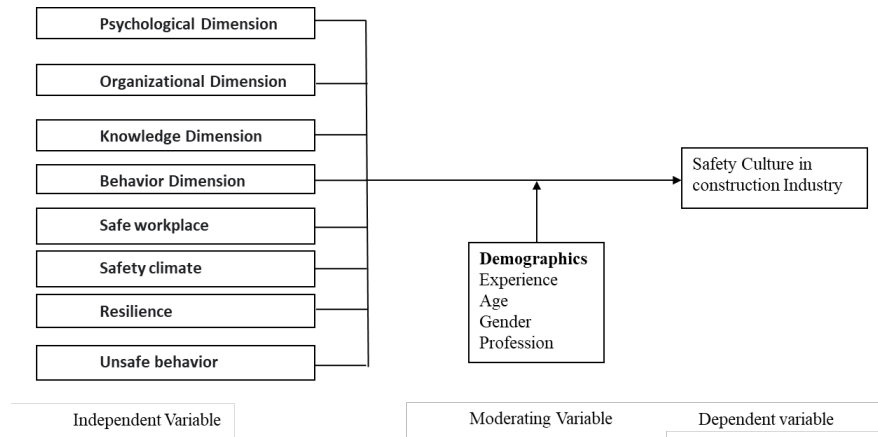 Psychological Dimension
Organizational Dimension
Knowledge Dimension
Behavior Dimension
Safe workplace
Safety climate
Resilience
Unsafe behavior
Safety Culture in
construction Industry
Demographics
Experience
Age
Gender
Profession
Independent Variable
Moderating Variable
Dependent variable